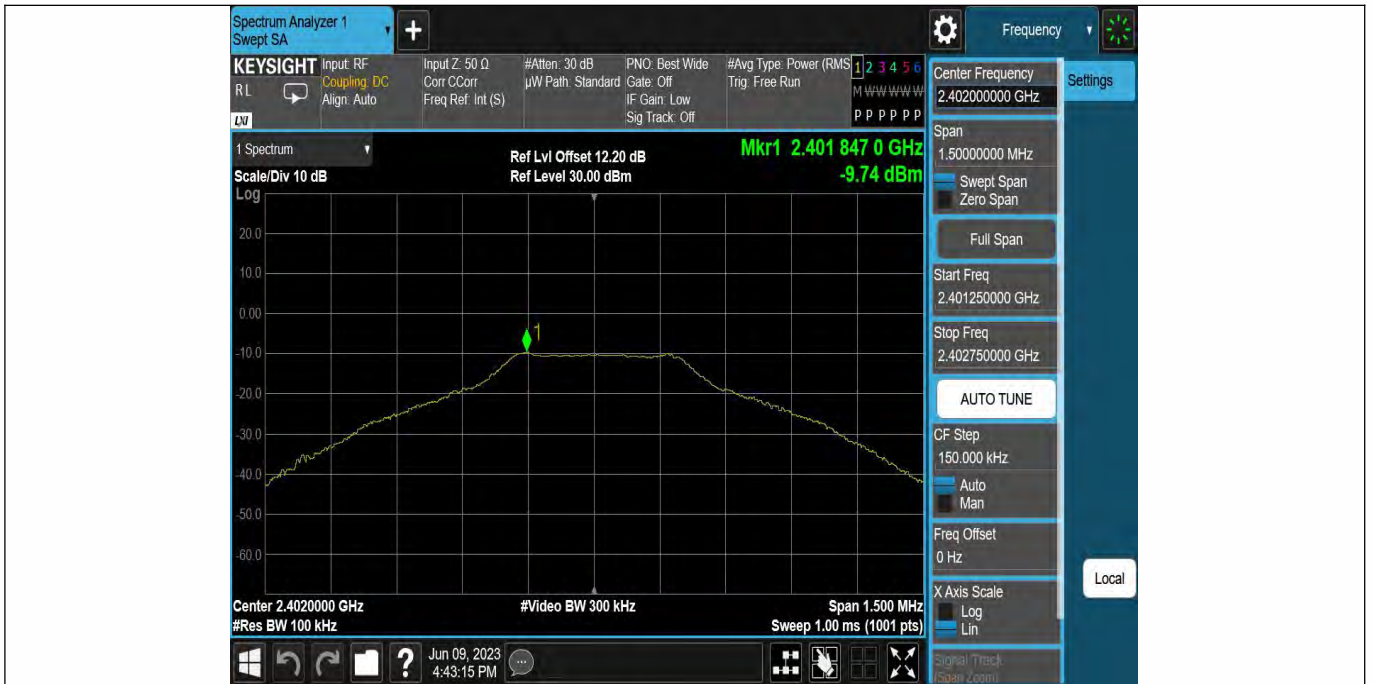 Spectrum Analyzer 1
Swept SA
+
Frequency
KEYSIGHT
RL
LXI
Input: RF
Coupling: DC
Align: Auto
Input Z: 50 Ω
Corr CCorr
Freq Ref: Int (S)
#Atten: 30 dB
µW Path: Standard
PNO: Best Wide
Gate: Off
IF Gain: Low
Sig Track: Off
#Avg Type: Power (RMS
Trig: Free Run
1 2 3 4 5 6
M W W W W W
P P P P P P
1 Spectrum
Scale/Div 10 dB
Ref Lvl Offset 12.20 dB
Ref Level 30.00 dBm
Mkr1 2.401 847 0 GHz
-9.74 dBm
Log
20.0
10.0
0.00
-10.0
-20.0
-30.0
-40.0
-50.0
-60.0
1
Center 2.4020000 GHz
#Res BW 100 kHz
#Video BW 300 kHz
Span 1.500 MHz
Sweep 1.00 ms (1001 pts)
Jun 09, 2023
4:43:15 PM
?
Center Frequency
2.402000000 GHz
Settings
Span
1.50000000 MHz
Swept Span
Zero Span
Full Span
Start Freq
2.401250000 GHz
Stop Freq
2.402750000 GHz
AUTO TUNE
CF Step
150.000 kHz
Auto
Man
Freq Offset
0 Hz
X Axis Scale
Log
Lin
Local
Signal Track
(Span Zoom)